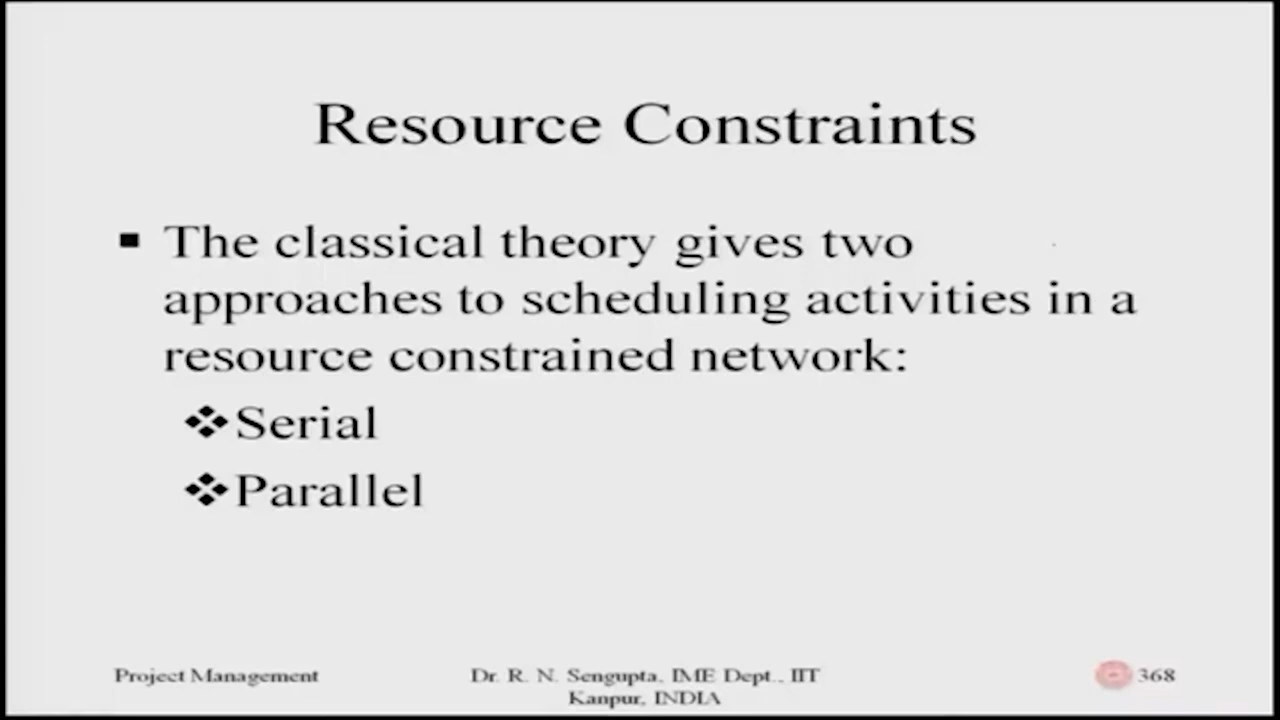 Resource Constraints
The classical theory gives two
approaches to scheduling activities in a
resource constrained network:
Serial
Parallel
Project Management
Dr. R. N. Sengupta, IME Dept., IIT
Kanpur, INDIA
368